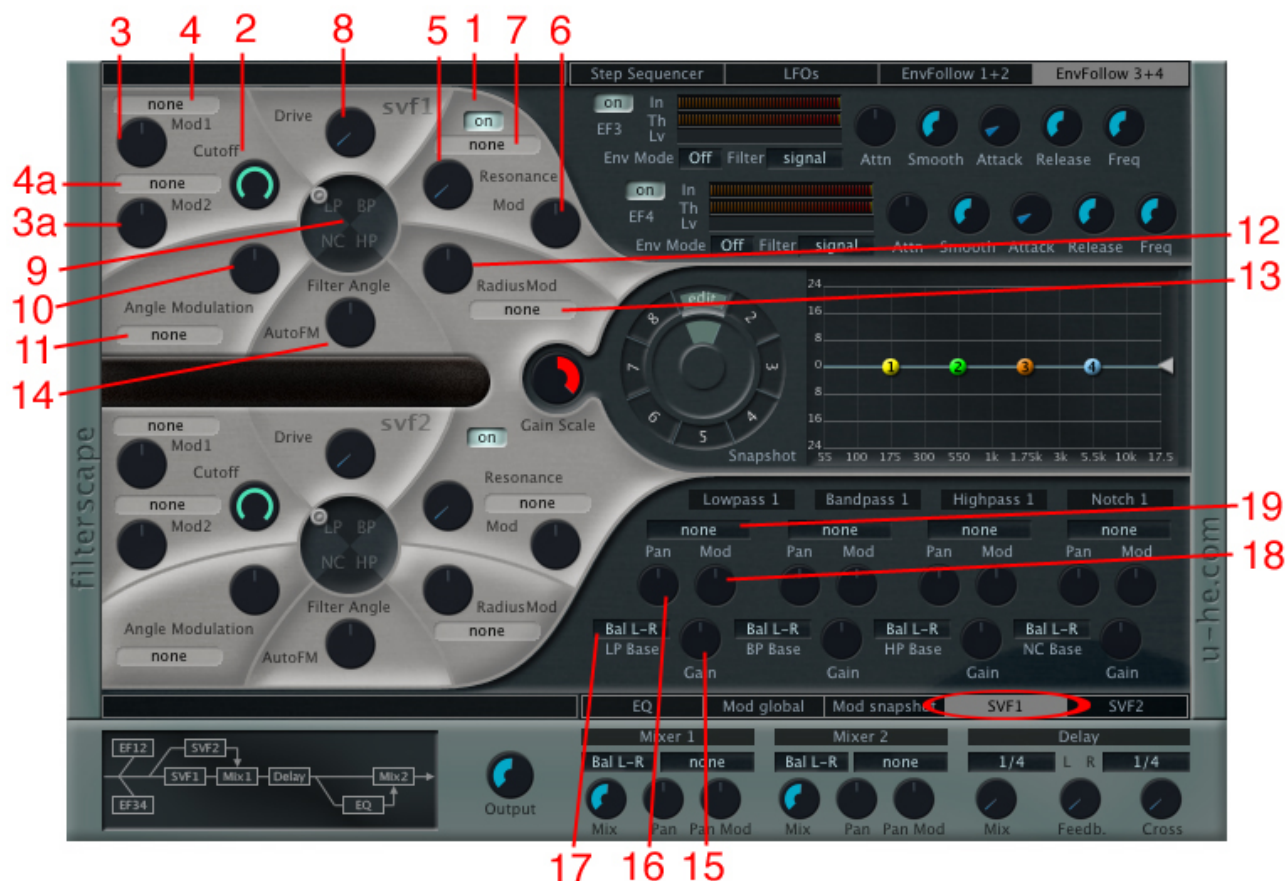 3 4 2 8 5 1 7 6
Step Sequencer LFOs EnvFollow 1+2 EnvFollow 3+4
none
Mod1
Cutoff
Drive
svf1
on
none
Resonance
Mod
none
Mod2
4a
3a
LP BP
NC HP
9
10
Filter Angle
Angle Modulation
none
11
AutoFM
14
RadiusMod
none
12
13
on In
EF3 Th
Lv
Env Mode Off Filter signal
Attn Smooth Attack Release Freq
on In
EF4 Th
Lv
Env Mode Off Filter signal
Attn Smooth Attack Release Freq
edit
2
3
4
5
6
7
8
Snapshot
Gain Scale
24
16
8
0
8
16
24
1 2 3 4
55 100 175 300 550 1k 1.75k 3k 5.5k 10k 17.5
filterscape
u-he.com
none
Mod1
Cutoff
Drive
svf2
on
Resonance
none
Mod
none
Mod2
LP BP
NC HP
Filter Angle
Angle Modulation
none
AutoFM
RadiusMod
none
Lowpass 1 Bandpass 1 Highpass 1 Notch 1
none none none none
Pan Mod Pan Mod Pan Mod Pan Mod
19
18
Bal L-R Bal L-R Bal L-R Bal L-R
LP Base BP Base HP Base NC Base
Gain Gain Gain Gain
EQ Mod global Mod snapshot SVF1 SVF2
EF12 SVF2
SVF1 Mix1 Delay Mix2
EF34 EQ
Output
Mixer 1 Mixer 2 Delay
Bal L-R none Bal L-R none 1/4 L R 1/4
Mix Pan Pan Mod Mix Pan Pan Mod Mix Feedb. Cross
17 16 15